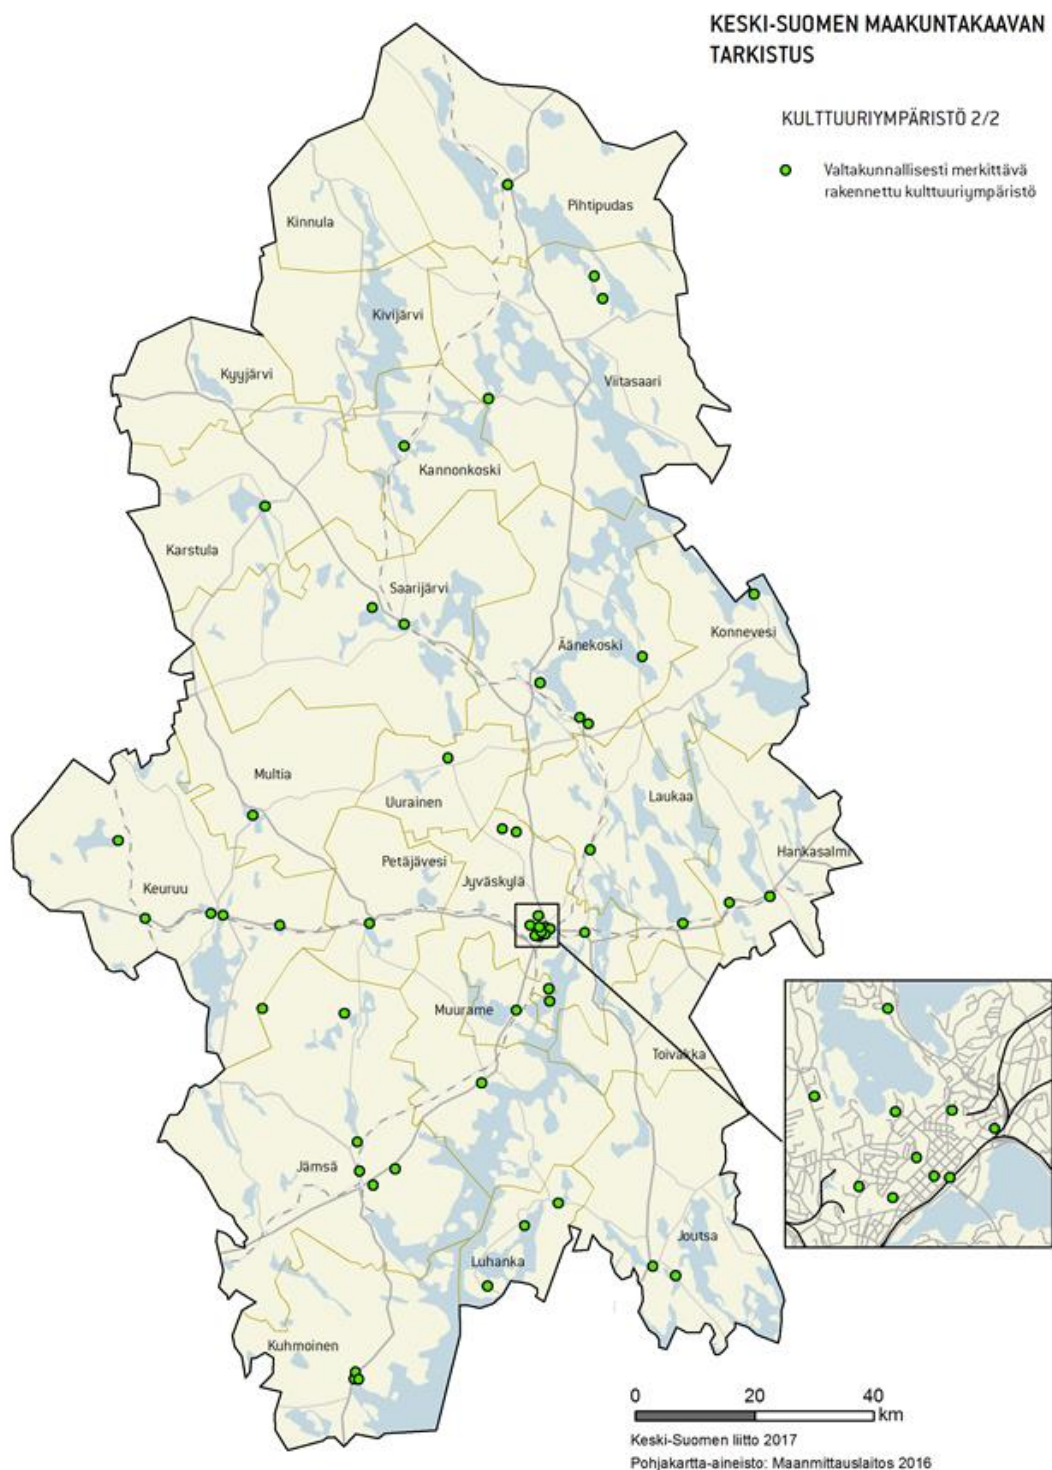 KESKI-SUOMEN MAAKUNTAKAAVAN
TARKISTUS
KULTTUURIYMPÄRISTÖ 2/2
Valtakunnallisesti merkittävä
rakennettu kulttuuriympäristö
Pihtipudas
Kinnula
Kivijärvi
Kyyjärvi
Viitasaari
Kannonkoski
Karstula
Saarijärvi
Konnevesi
Äänekoski
Multia
Uurainen
Laukaa
Hankasalmi
Petäjävesi
Jyväskylä
Keuruu
Muurame
Toivakka
Jämsä
Joutsa
Luhanka
Kuhmoinen
0 20 40
km
Keski-Suomen liitto 2017
Pohjakartta-aineisto: Maanmittauslaitos 2016